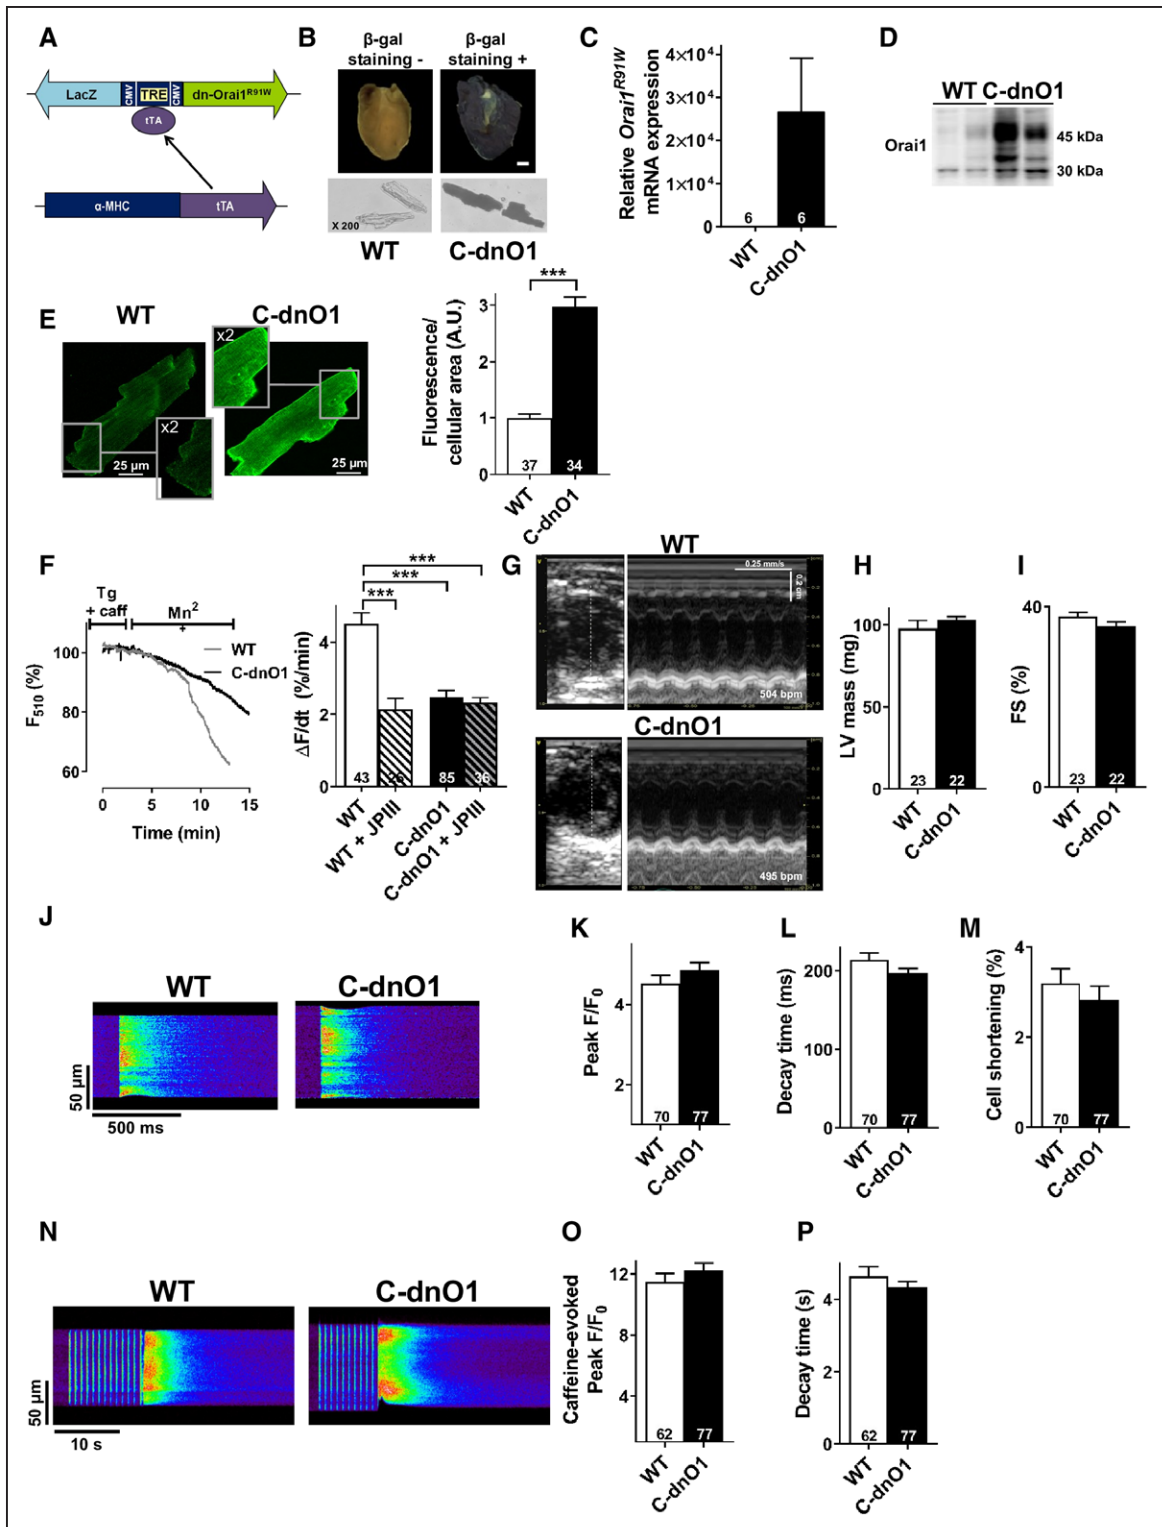 A
LacZ
CMV
TRE
CMV
dn-Orai1R91W
tTA
α-MHC
tTA
B
β-gal
staining -
β-gal
staining +
X 200
WT
C-dnO1
C
Relative Orai1R91W
mRNA expression
5×10⁴
4×10⁴
3×10⁴
2×10⁴
1×10⁴
0
6
6
WT
C-dnO1
D
WT C-dnO1
Orai1
45 kDa
30 kDa
E
WT
C-dnO1
x2
x2
25 µm
25 µm
Fluorescence/
cellular area (A.U.)
3
2
1
0
***
37
34
WT
C-dnO1
F
Tg
+ caff
Mn2
+
WT
C-dnO1
F510 (%)
100
80
60
0
5
10
15
Time (min)
ΔF/dt (%/min)
4
2
0
***
***
***
43
26
85
36
WT
WT + JPIII
C-dnO1
C-dnO1 + JPIII
G
WT
0.25 mm/s
0.2 cm
504 bpm
C-dnO1
495 bpm
H
LV mass (mg)
100
50
0
23
22
WT
C-dnO1
I
FS (%)
40
20
0
23
22
WT
C-dnO1
J
WT
C-dnO1
50 µm
500 ms
K
Peak F/F0
4
2
70
77
WT
C-dnO1
L
Decay time (ms)
200
100
0
70
77
WT
C-dnO1
M
Cell shortening (%)
4
2
0
70
77
WT
C-dnO1
N
WT
C-dnO1
50 µm
10 s
O
Caffeine-evoked
Peak F/F0
12
8
4
62
77
WT
C-dnO1
P
Decay time (s)
4
2
0
62
77
WT
C-dnO1